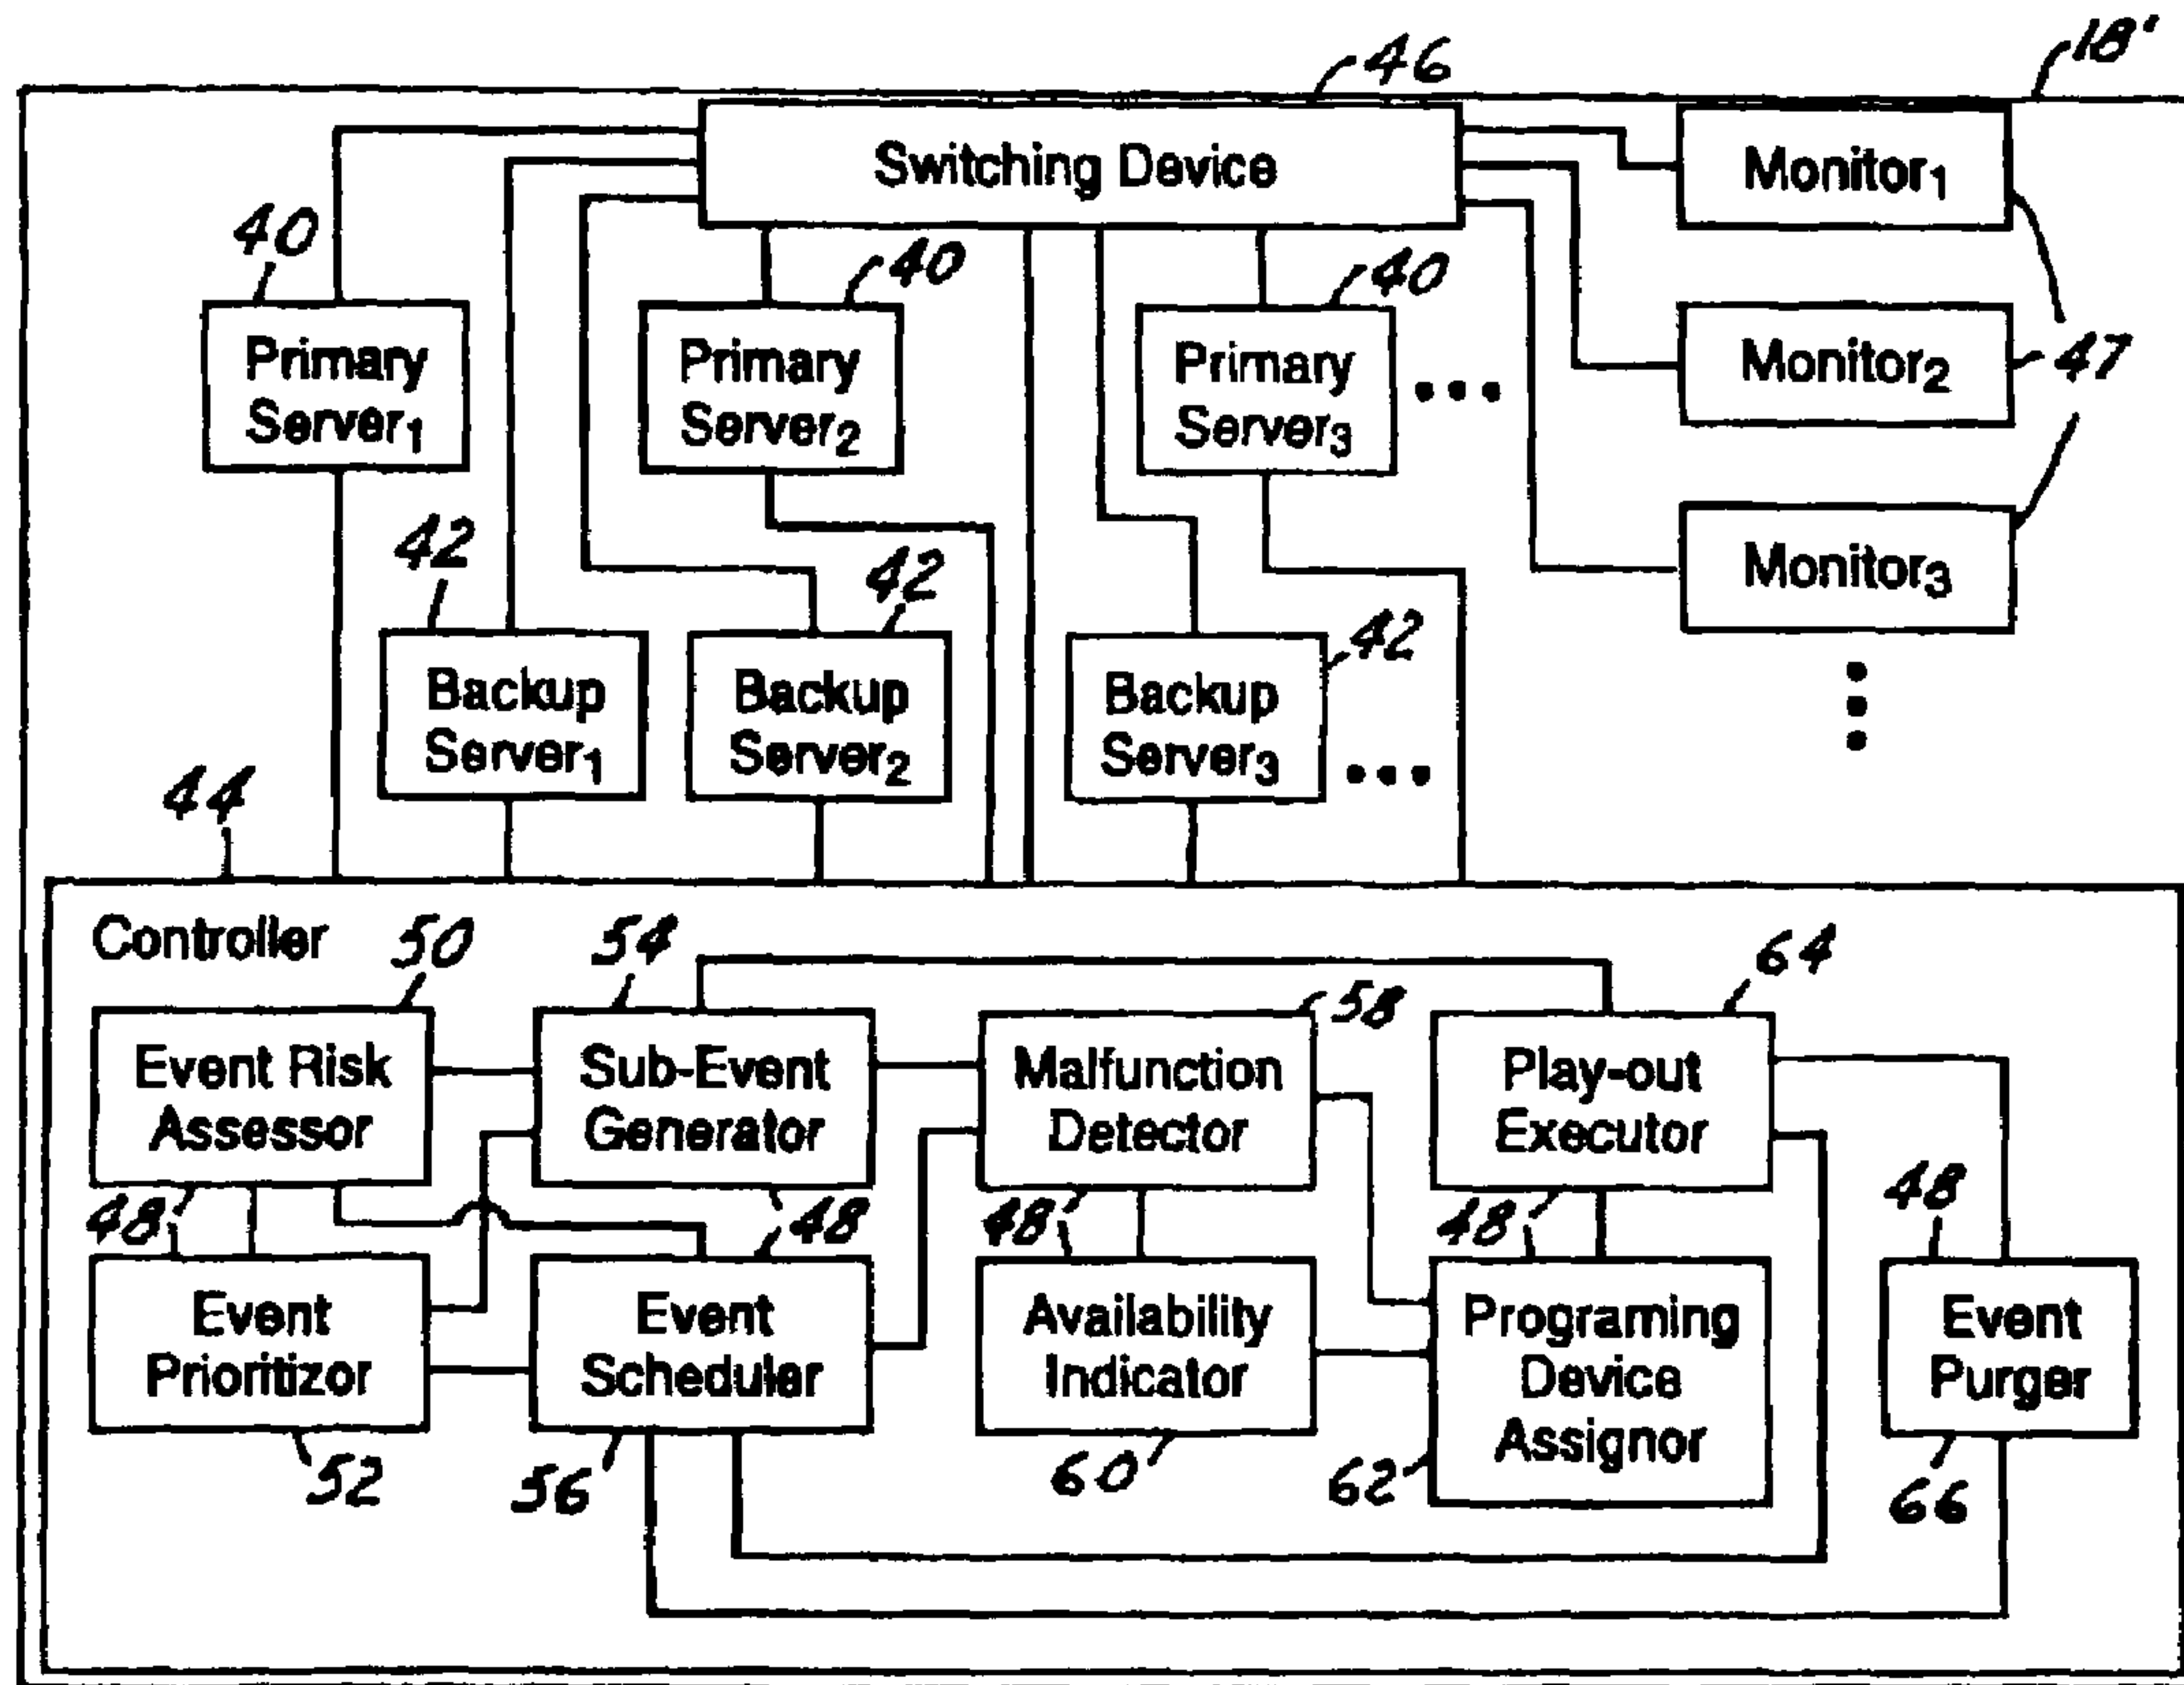 46
18'
Switching Device
Monitor1
40
40
40
Primary
Server1
Primary
Server2
Primary
Server3
...
Monitor2
47
42
42
42
Monitor3
Backup
Server1
Backup
Server2
Backup
Server3
...
44
Controller
50
54
58
64
Event Risk
Assessor
Sub-Event
Generator
Malfunction
Detector
Play-out
Executor
48
48
48
48
48
Event
Prioritizor
Event
Scheduler
Availability
Indicator
Programing
Device
Assignor
Event
Purger
52
56
60
62
66